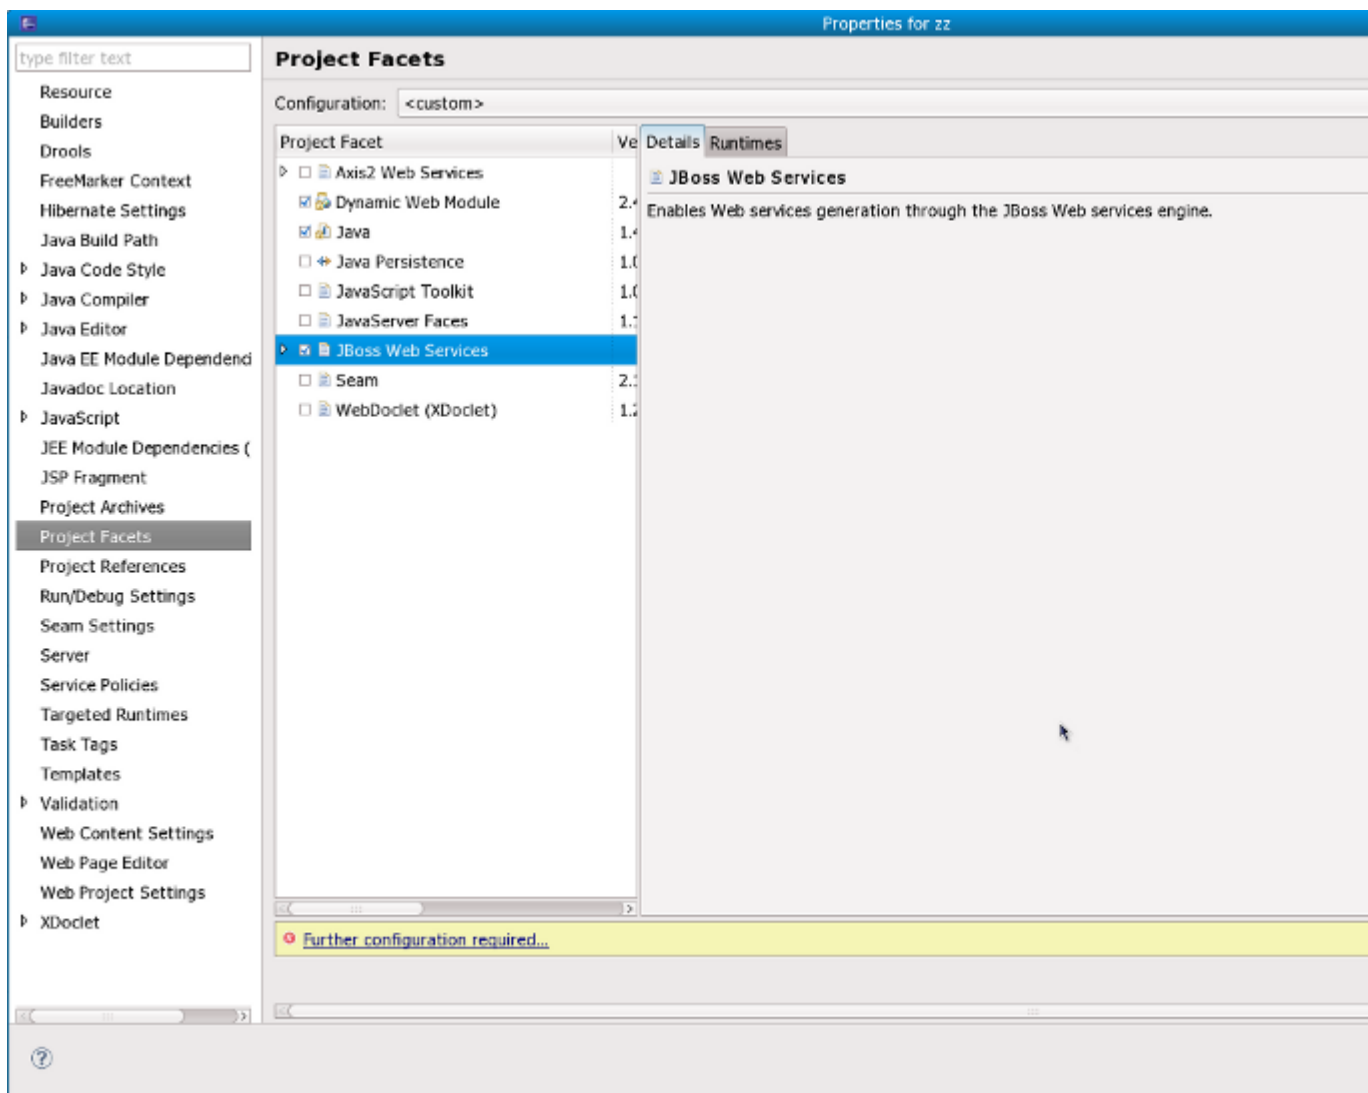 Properties for zz
type filter text
Resource
Builders
Drools
FreeMarker Context
Hibernate Settings
Java Build Path
Java Code Style
Java Compiler
Java Editor
Java EE Module Dependenci
Javadoc Location
JavaScript
JEE Module Dependencies (
JSP Fragment
Project Archives
Project Facets
Project References
Run/Debug Settings
Seam Settings
Server
Service Policies
Targeted Runtimes
Task Tags
Templates
Validation
Web Content Settings
Web Page Editor
Web Project Settings
XDoclet
Project Facets
Configuration: <custom>
Project Facet Ve
Axis2 Web Services
Dynamic Web Module 2.4
Java 1.4
Java Persistence 1.0
JavaScript Toolkit 1.0
JavaServer Faces 1.
JBoss Web Services
Seam 2.
WebDoclet (XDoclet) 1.2
Details Runtimes
JBoss Web Services
Enables Web services generation through the JBoss Web services engine.
Further configuration required...